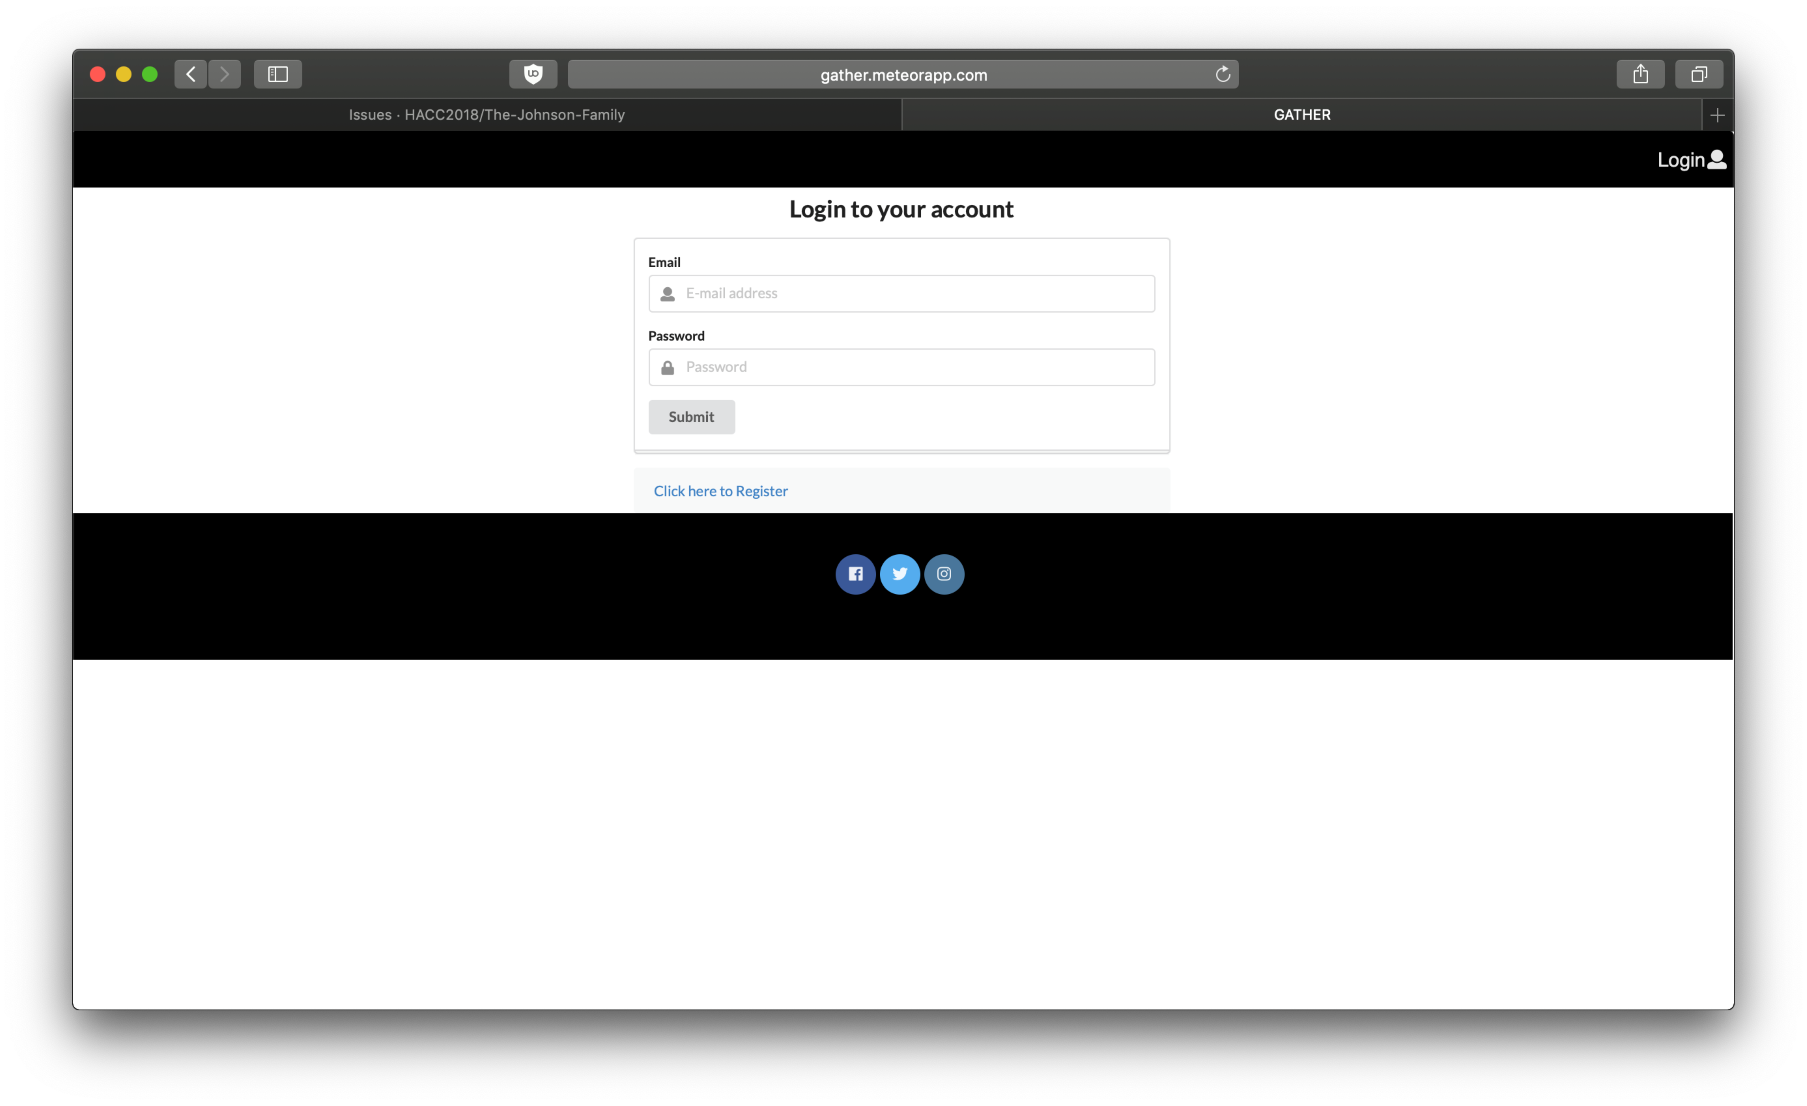 gather.meteorapp.com
Issues · HACC2018/The-Johnson-Family
GATHER
Login
Login to your account
Email
E-mail address
Password
Password
Submit
Click here to Register